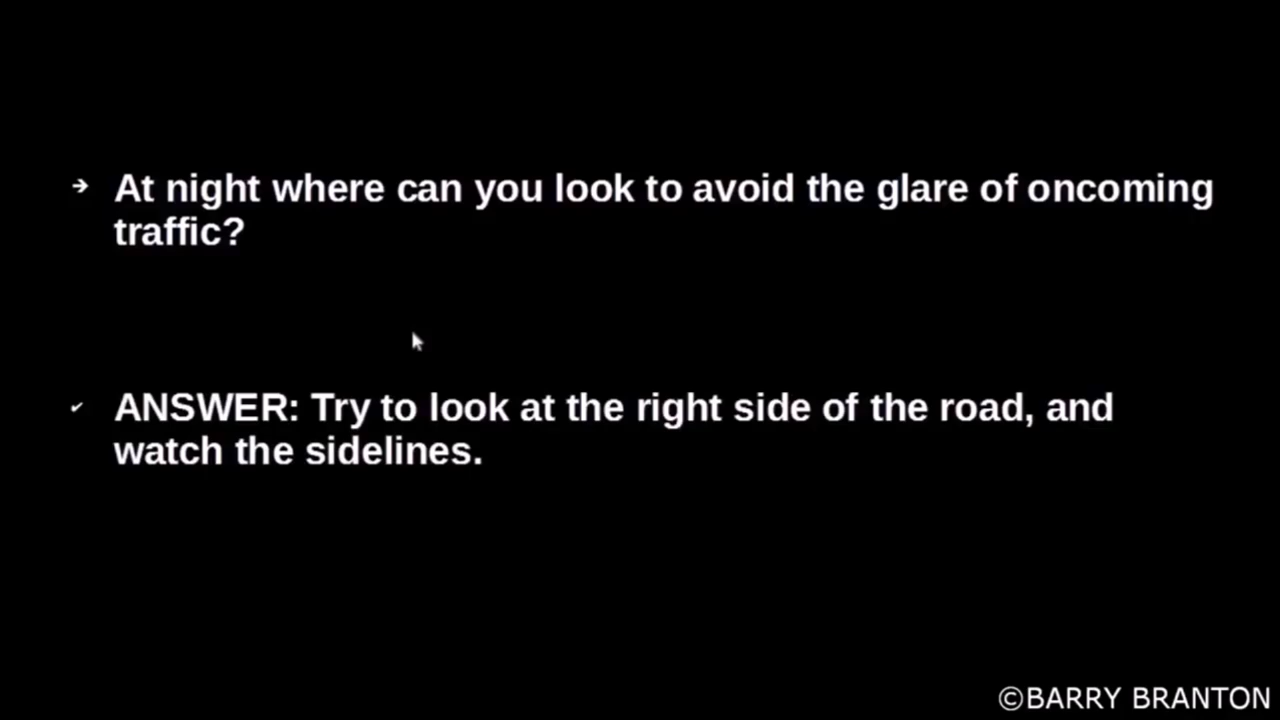 At night where can you look to avoid the glare of oncoming
traffic?
ANSWER: Try to look at the right side of the road, and
watch the sidelines.
©BARRY BRANTON